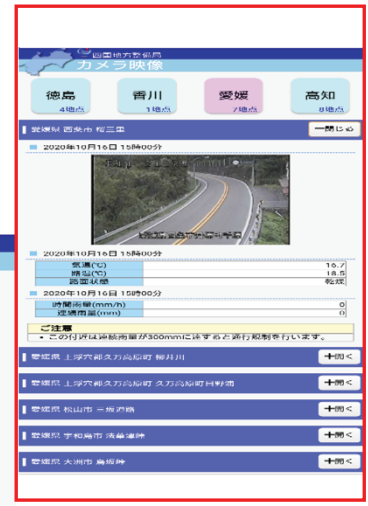 四国地方整備局
カメラ映像
徳島 香川 愛媛 高知
4地点 1地点 7地点 8地点
愛媛県 西条市 桜三里 ー閉じる
2020年10月16日 15時00分
2020年10月16日 15時00分
気温(℃) 16.7
路温(℃) 18.5
路面状態 乾燥
2020年10月16日 15時00分
時間雨量(mm/h) 0
連続雨量(mm) 0
ご注意
• この付近は連続雨量が300mmに達すると通行規制を行います。
愛媛県 上浮穴郡久万高原町 柳井川 +開く
愛媛県 上浮穴郡久万高原町 久万高原町日野浦 +開く
愛媛県 松山市 三坂道路 +開く
愛媛県 宇和島市 法華津峠 +開く
愛媛県 大洲市 鳥坂峠 +開く